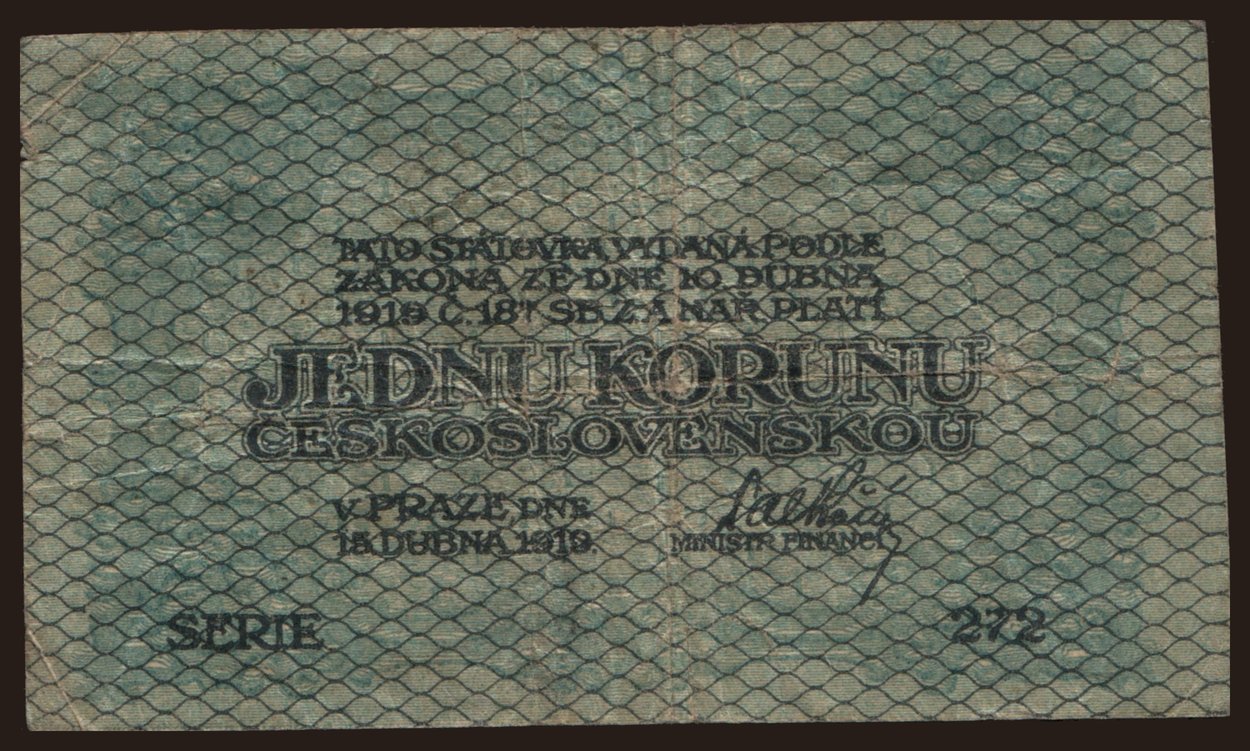 TATO STÁTOVKA VYDANÁ PODLE
ZÁKONA ZE DNE 10. DUBNA
1919 Č. 187 SB. Z. A NAŘ. PLATÍ
JEDNU KORUNU
ČESKOSLOVENSKOU
V PRAZE, DNE
15. DUBNA 1919.
MINISTR FINANCÍ
SERIE 272